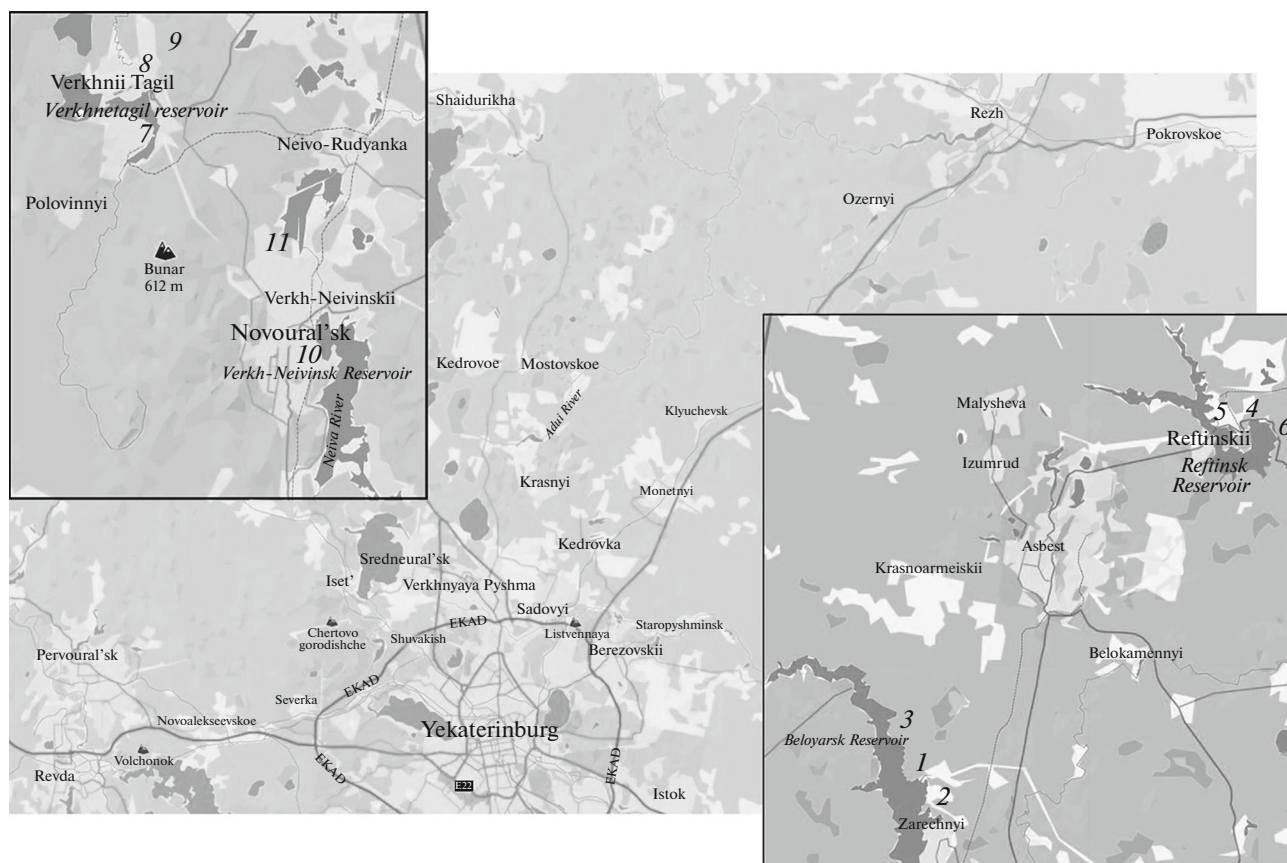 9
8
Verkhnii Tagil
Verkhnetagil reservoir
7
Neivo-Rudyanka
Polovinnyi
11
Bunar
612 m
Verkh-Neivinskii
Novoural'sk
10
Verkh-Neivinsk Reservoir
Neiva River
Shaidurikha
Rezh
Pokrovskoe
Ozernyi
Kedrovoe
Mostovskoe
Adui River
Klyuchevsk
Krasnyi
Monetnyi
Kedrovka
Sredneural'sk
Iset'
Verkhnyaya Pyshma
Sadovyi
EKAD
Chertovo
gorodishche
Shuvakish
Listvennaya
Staropyshminsk
Berezovskii
Pervoural'sk
EKAD
Severka
Novoalekseevskoe
Yekaterinburg
Volchonok
Revda
EKAD
E22
EKAD
Istok
Malysheva
5
4
6
Reftinskii
Izumrud
Reftinsk
Reservoir
Asbest
Krasnoarmeiskii
Belokamennyi
3
Beloyarsk Reservoir
1
2
Zarechnyi